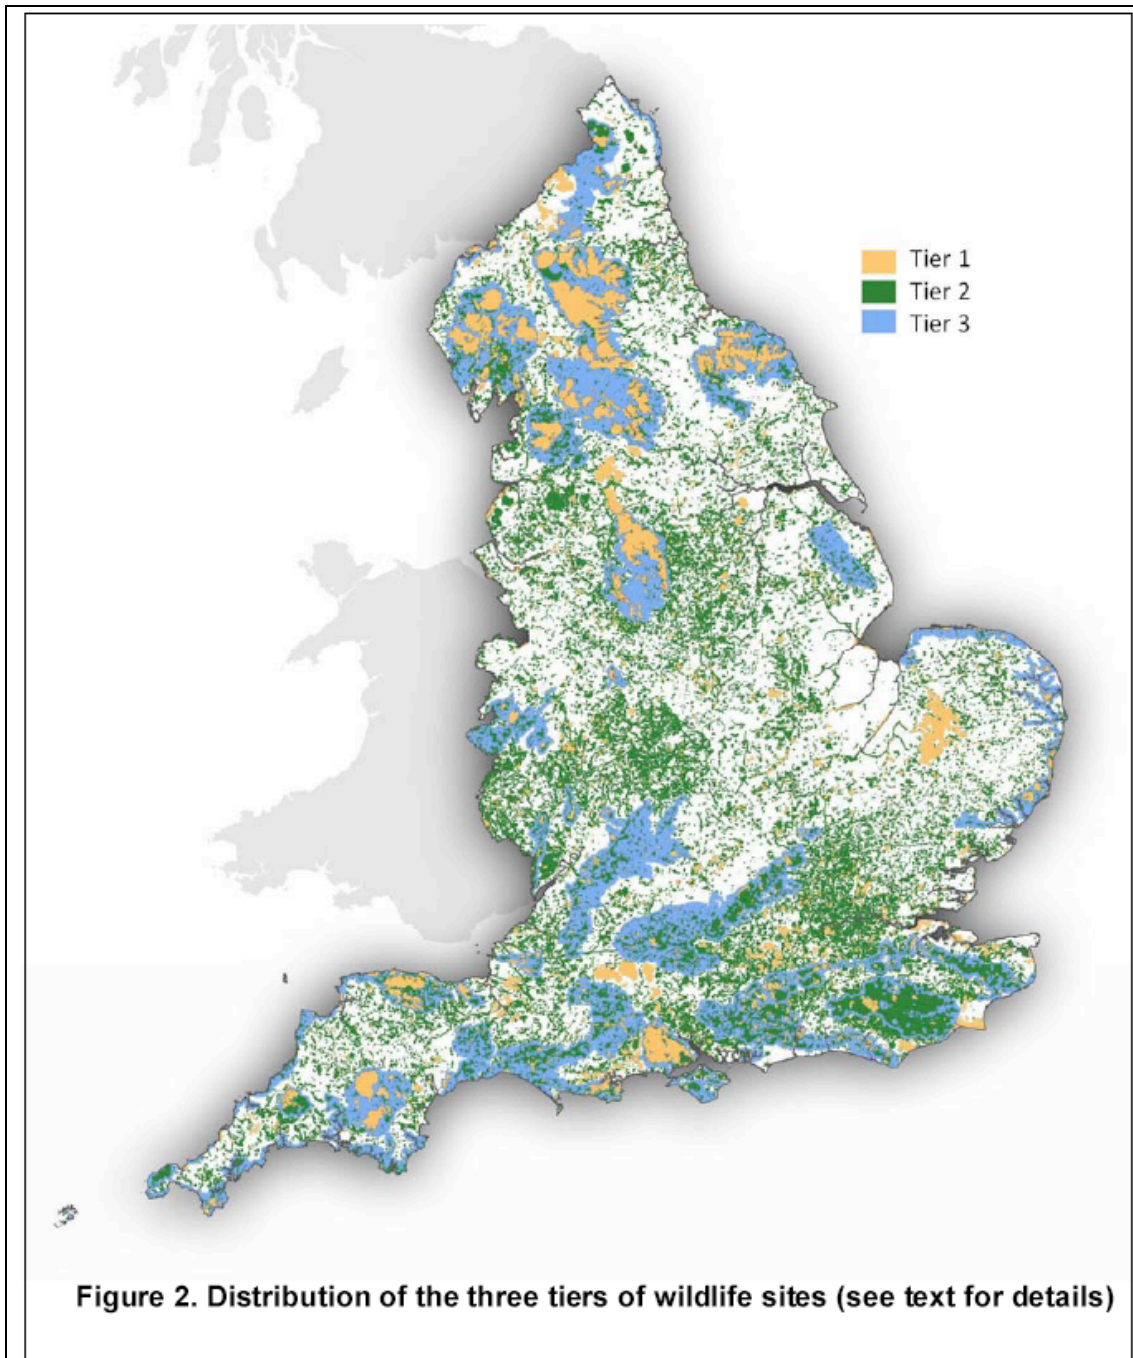 Tier 1
Tier 2
Tier 3
Figure 2. Distribution of the three tiers of wildlife sites (see text for details)